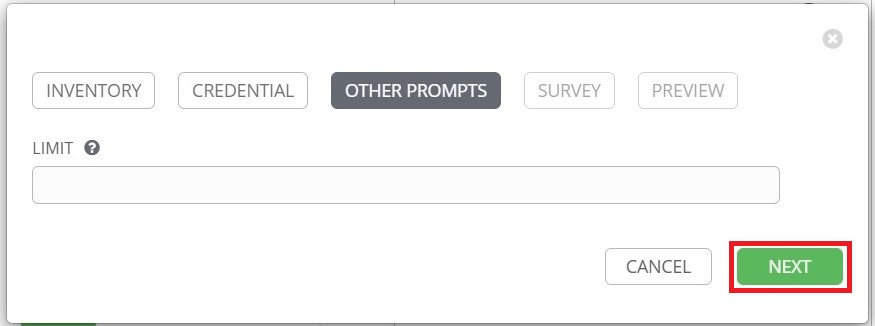 INVENTORY CREDENTIAL OTHER PROMPTS SURVEY PREVIEW
LIMIT ?
CANCEL NEXT